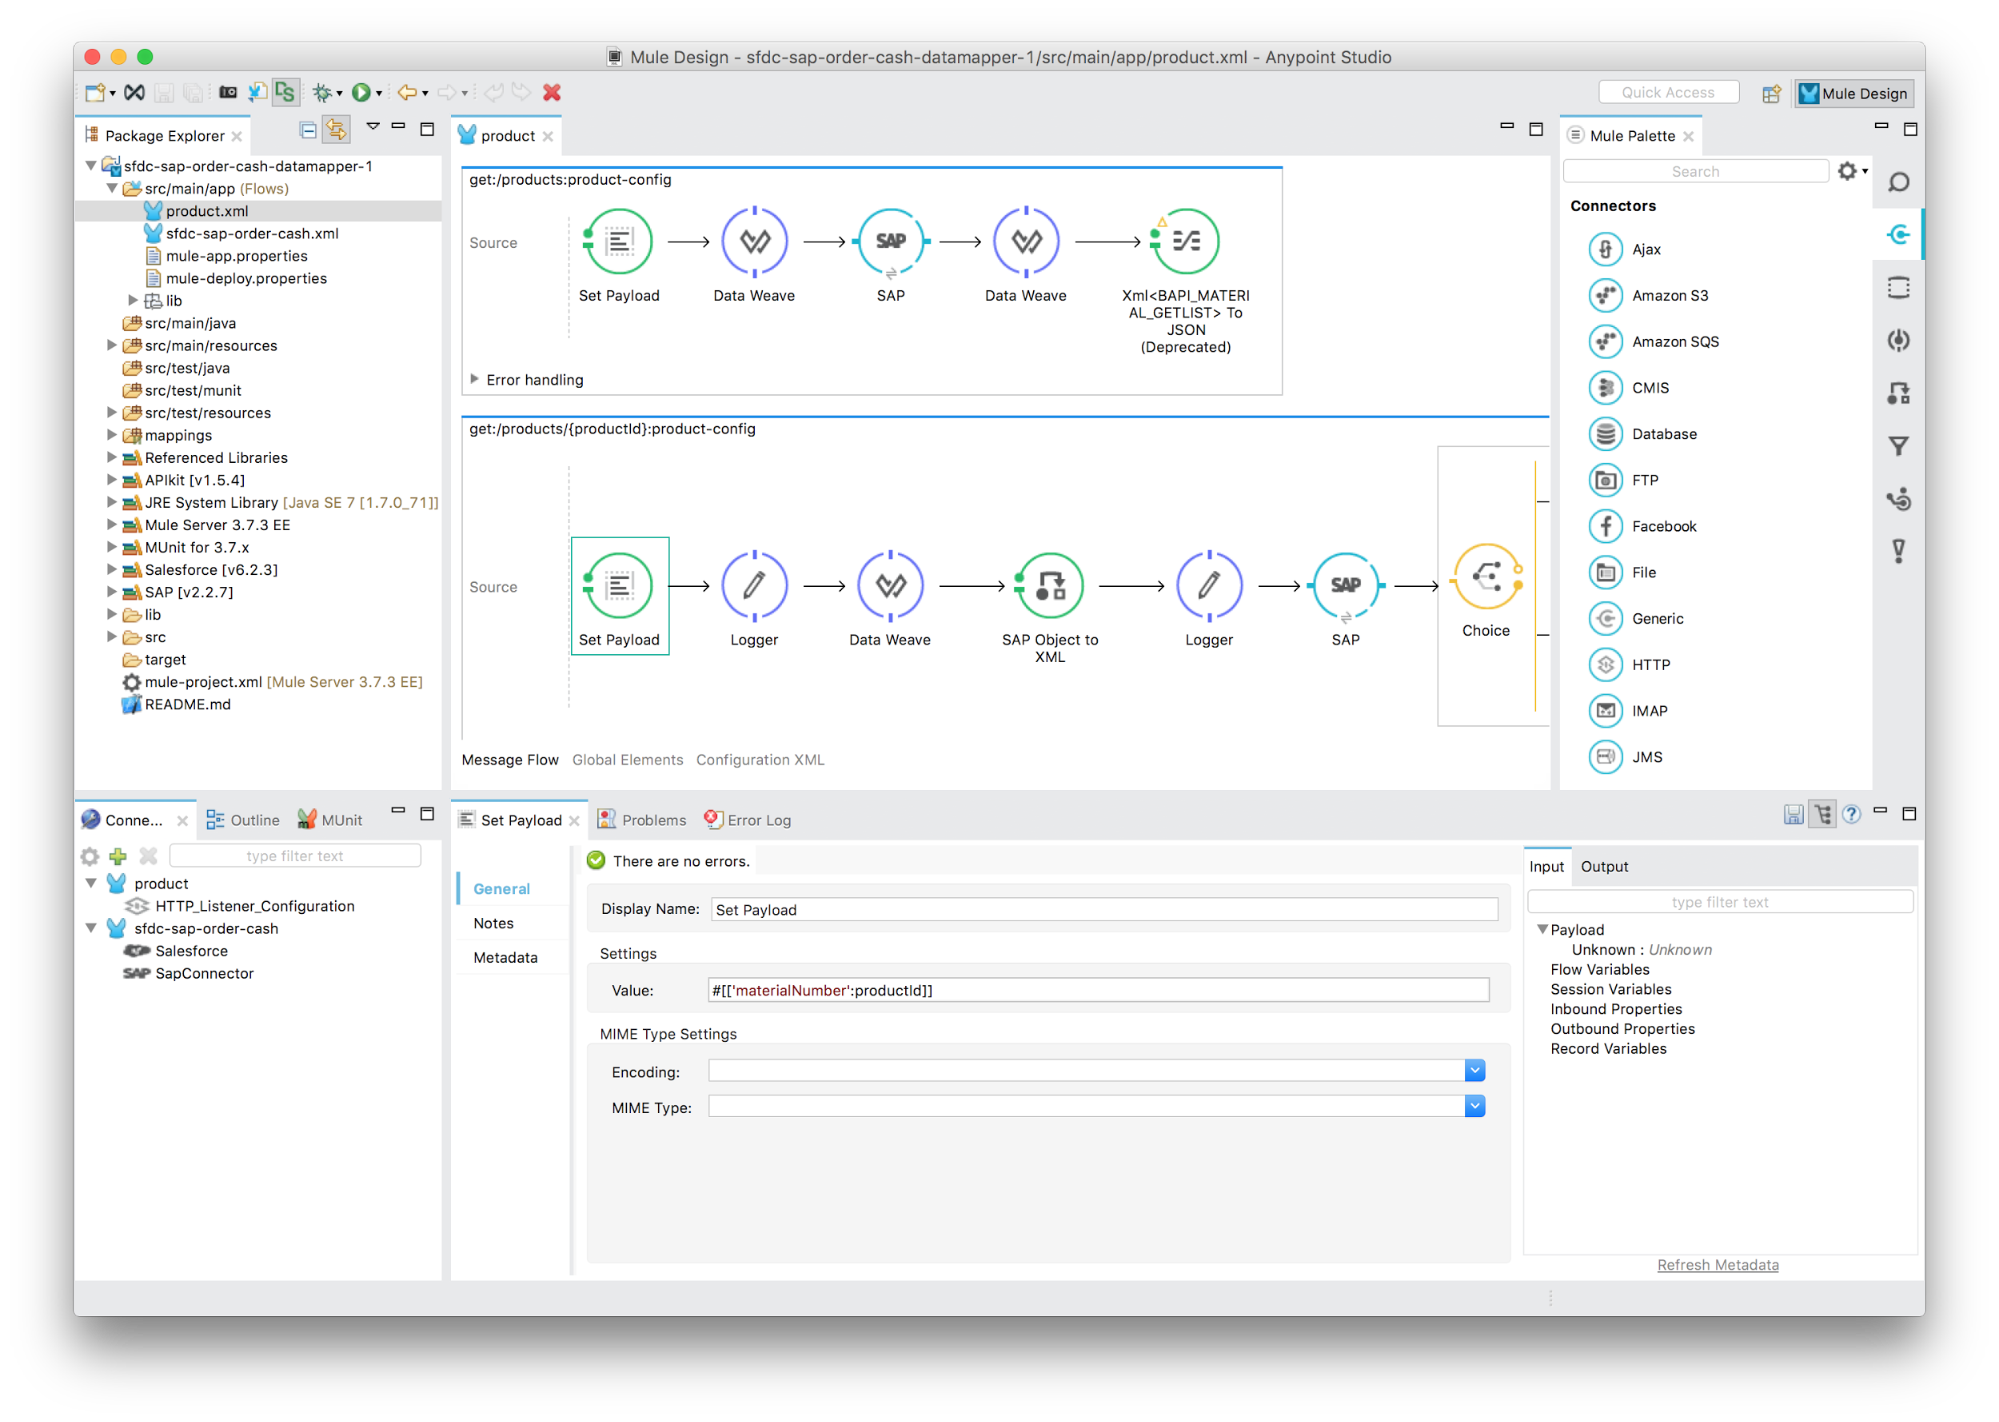 Mule Design - sfdc-sap-order-cash-datamapper-1/src/main/app/product.xml - Anypoint Studio
DS
Quick Access
Mule Design
Package Explorer
sfdc-sap-order-cash-datamapper-1
src/main/app (Flows)
product.xml
sfdc-sap-order-cash.xml
mule-app.properties
mule-deploy.properties
lib
src/main/java
src/main/resources
src/test/java
src/test/munit
src/test/resources
mappings
Referenced Libraries
APIkit [v1.5.4]
JRE System Library [Java SE 7 [1.7.0_71]]
Mule Server 3.7.3 EE
MUnit for 3.7.x
Salesforce [v6.2.3]
SAP [v2.2.7]
lib
src
target
mule-project.xml [Mule Server 3.7.3 EE]
README.md
product
get:/products:product-config
Source
Set Payload
Data Weave
SAP
SAP
Data Weave
Xml<BAPI_MATERI
AL_GETLIST> To
JSON
(Deprecated)
Error handling
get:/products/{productId}:product-config
Source
Set Payload
Logger
Data Weave
SAP Object to
XML
Logger
SAP
SAP
Choice
Message Flow Global Elements Configuration XML
Mule Palette
Search
Connectors
Ajax
Amazon S3
Amazon SQS
CMIS
Database
FTP
Facebook
File
Generic
HTTP
IMAP
JMS
Conne...
Outline
MUnit
type filter text
product
HTTP_Listener_Configuration
sfdc-sap-order-cash
Salesforce
SAP SapConnector
Set Payload
Problems
Error Log
There are no errors.
General
Notes
Metadata
Display Name: Set Payload
Settings
Value: #[['materialNumber':productId]]
MIME Type Settings
Encoding:
MIME Type:
Input Output
type filter text
Payload
Unknown : Unknown
Flow Variables
Session Variables
Inbound Properties
Outbound Properties
Record Variables
Refresh Metadata